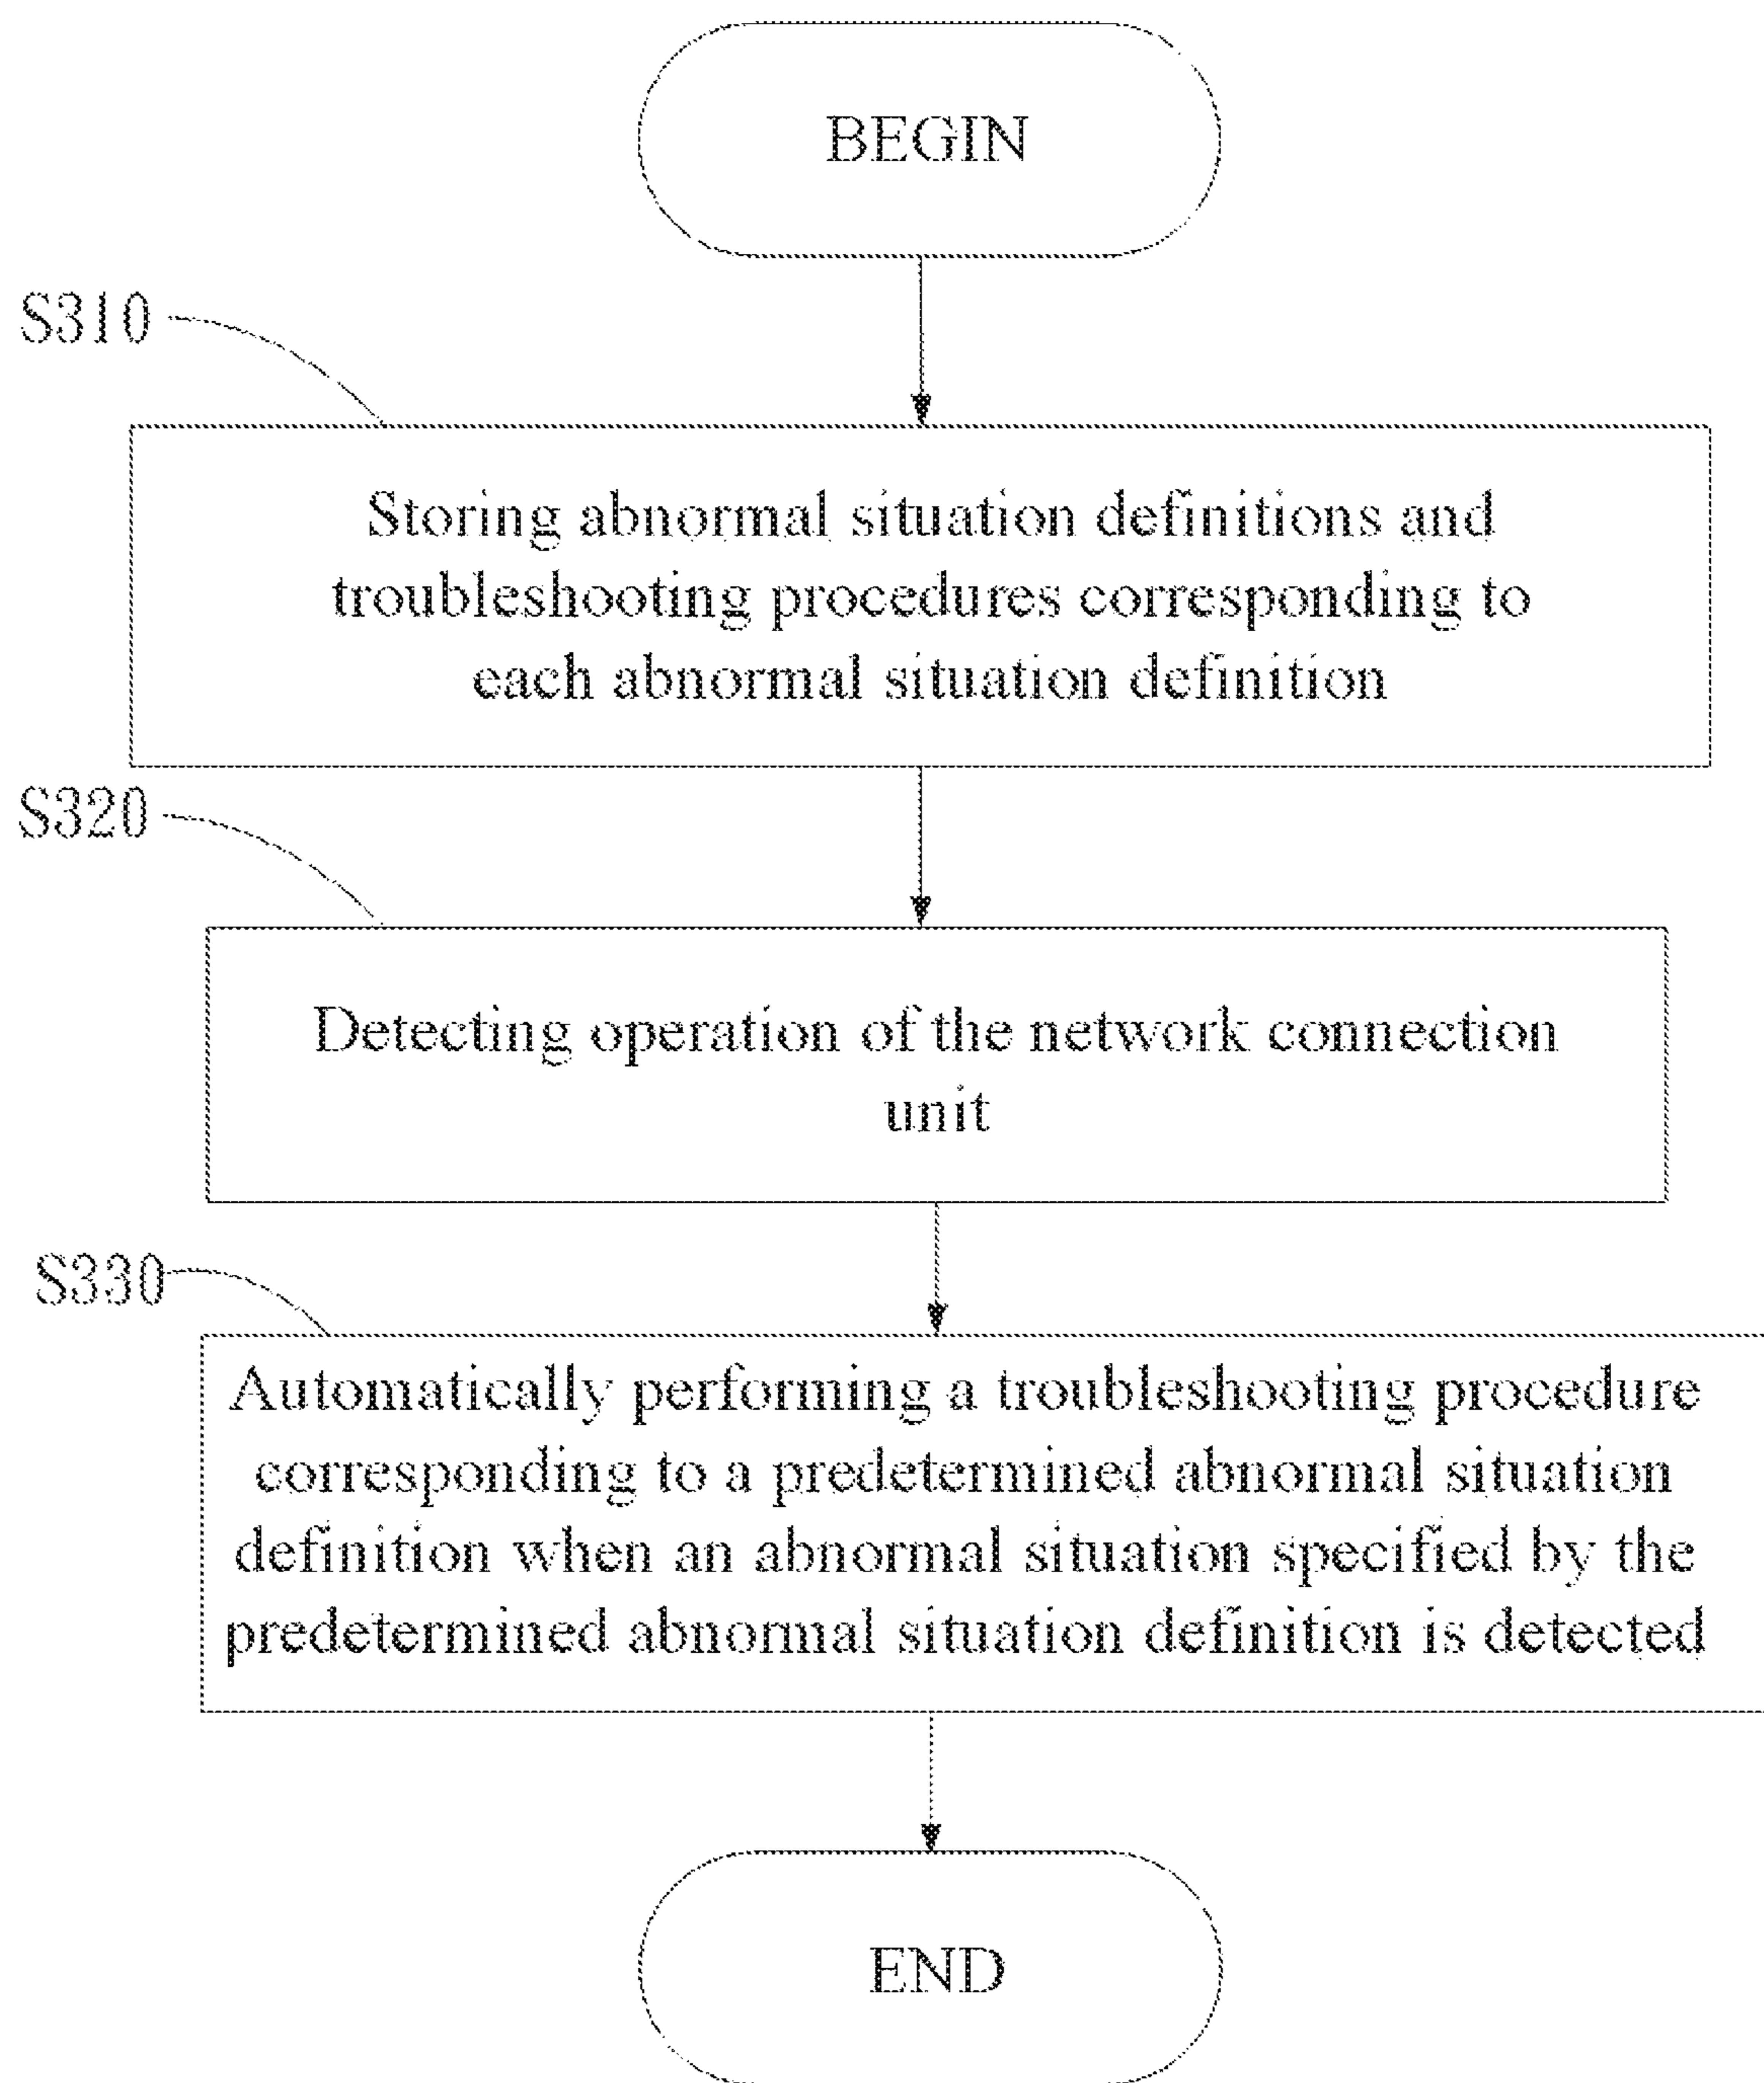 BEGIN
S310
Storing abnormal situation definitions and
troubleshooting procedures corresponding to
each abnormal situation definition
S320
Detecting operation of the network connection
unit
S330
Automatically performing a troubleshooting procedure
corresponding to a predetermined abnormal situation
definition when an abnormal situation specified by the
predetermined abnormal situation definition is detected
END